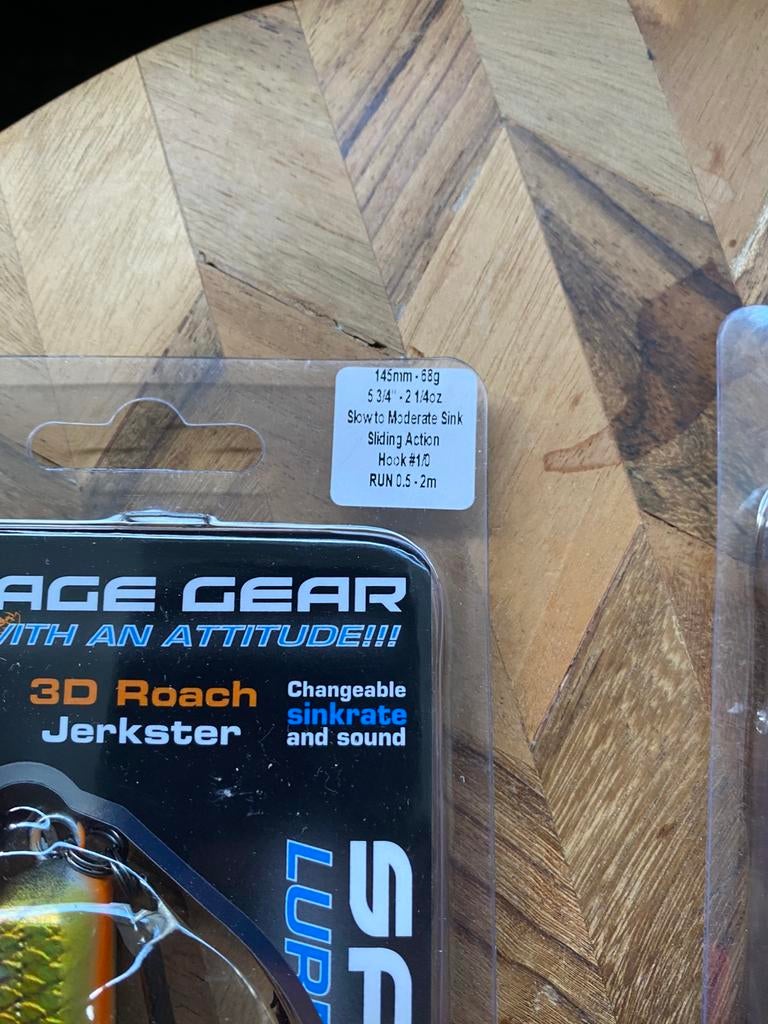 145mm - 68g
5 3/4" - 2 1/4oz
Slow to Moderate Sink
Sliding Action
Hook #1/0
RUN 0.5 - 2m
AGE GEAR
WITH AN ATTITUDE!!!
3D Roach
Jerkster
Changeable
sinkrate
and sound